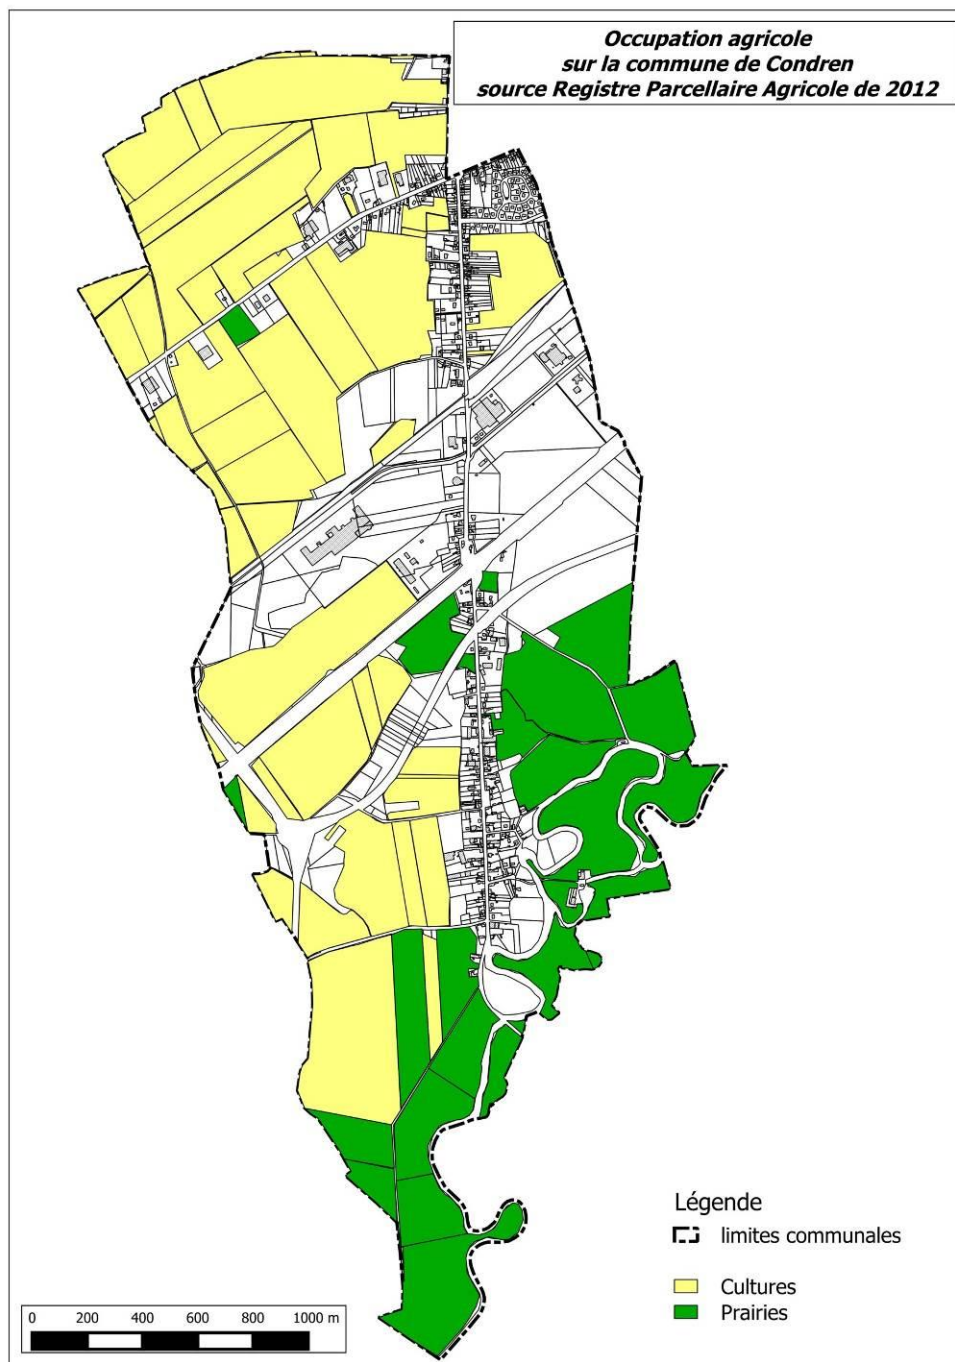 Occupation agricole
sur la commune de Condren
source Registre Parcellaire Agricole de 2012
Légende
limites communales
Cultures
Prairies
0 200 400 600 800 1000 m